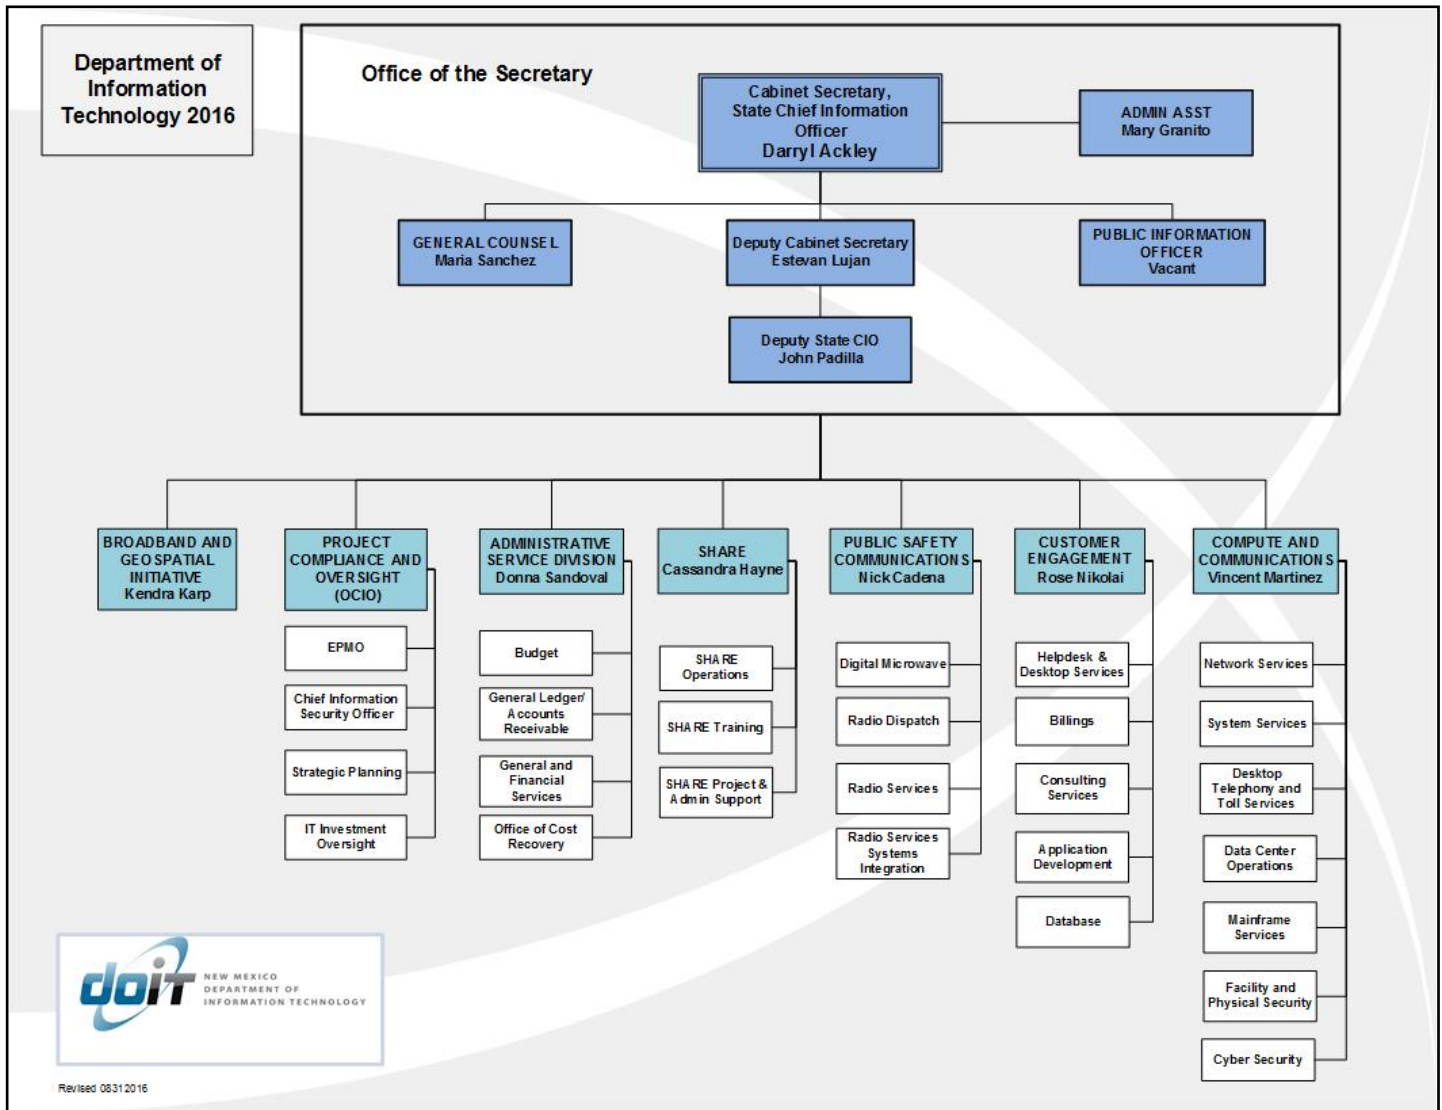 Department of
Information
Technology 2016
Office of the Secretary
Cabinet Secretary,
State Chief Information
Officer
Darryl Ackley
ADMIN ASST
Mary Granito
GENERAL COUNSEL
Maria Sanchez
Deputy Cabinet Secretary
Estevan Lujan
PUBLIC INFORMATION
OFFICER
Vacant
Deputy State CIO
John Padilla
BROADBAND AND
GEOSPATIAL
INITIATIVE
Kendra Karp
PROJECT
COMPLIANCE AND
OVERSIGHT
(OCIO)
EPMO
Chief Information
Security Officer
Strategic Planning
IT Investment
Oversight
ADMINISTRATIVE
SERVICE DIVISION
Donna Sandoval
Budget
General Ledger/
Accounts
Receivable
General and
Financial
Services
Office of Cost
Recovery
SHARE
Cassandra Hayne
SHARE
Operations
SHARE Training
SHARE Project &
Admin Support
PUBLIC SAFETY
COMMUNICATIONS
Nick Cadena
Digital Microwave
Radio Dispatch
Radio Services
Radio Services
Systems
Integration
CUSTOMER
ENGAGEMENT
Rose Nikolai
Helpdesk &
Desktop Services
Billings
Consulting
Services
Application
Development
Database
COMPUTE AND
COMMUNICATIONS
Vincent Martinez
Network Services
System Services
Desktop
Telephony and
Toll Services
Data Center
Operations
Mainframe
Services
Facility and
Physical Security
Cyber Security
doiT
NEW MEXICO
DEPARTMENT OF
INFORMATION TECHNOLOGY
Revised 08312016